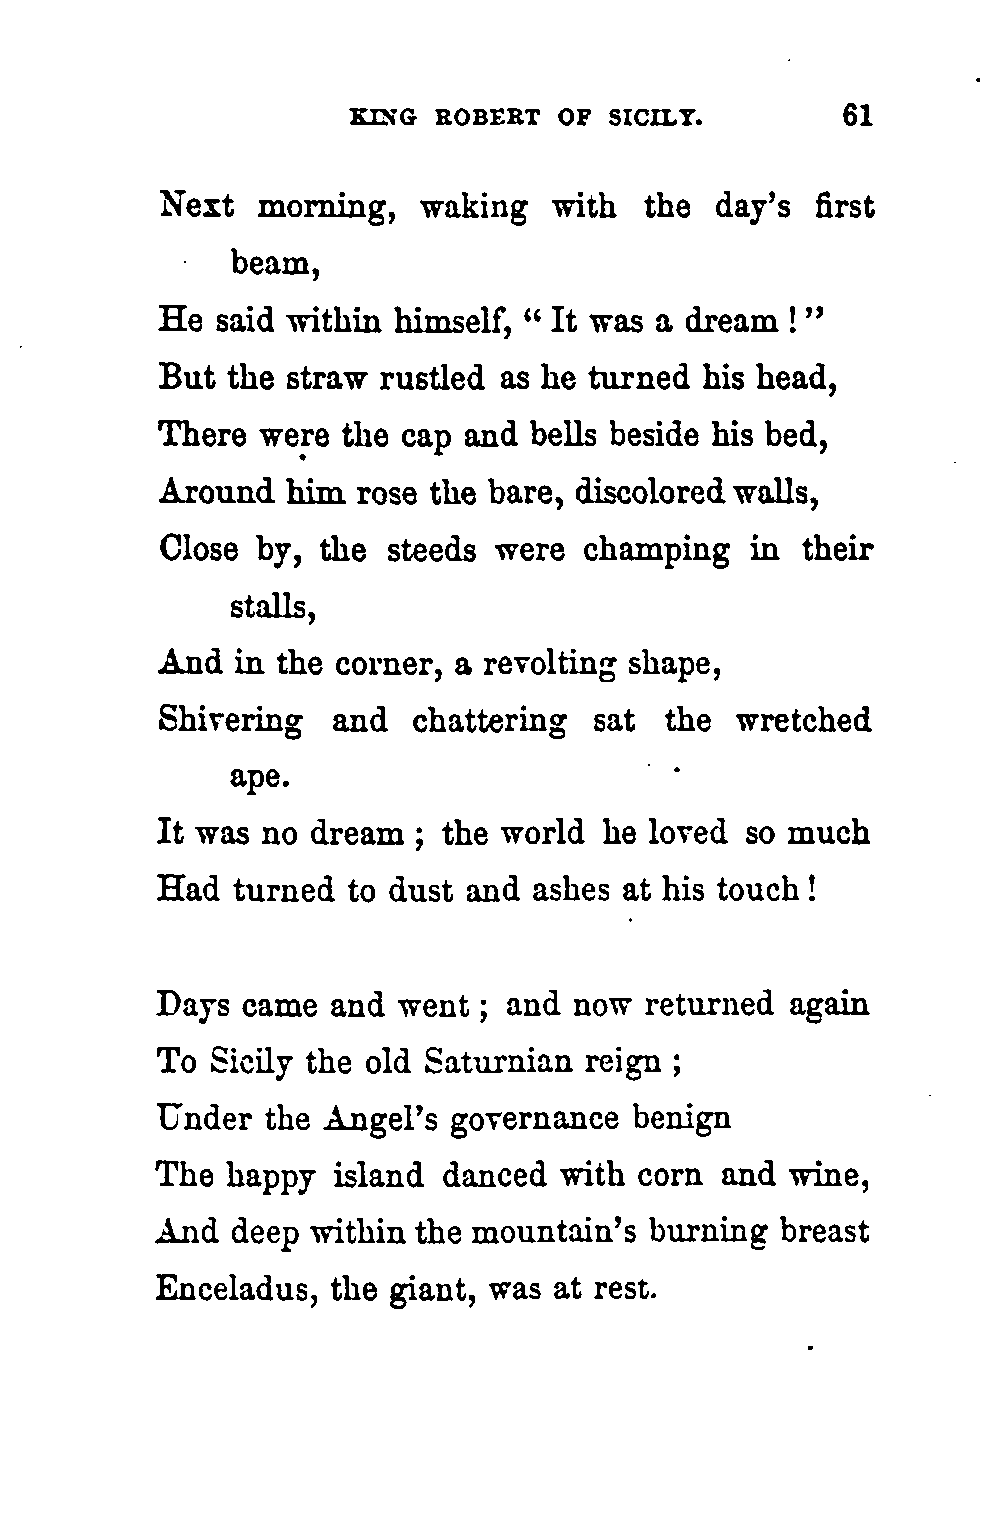 KING ROBERT OF SICILY. 61
Next morning, waking with the day's first
beam,
He said within himself, “ It was a dream ! ”
But the straw rustled as he turned his head,
There were the cap and bells beside his bed,
Around him rose the bare, discolored walls,
Close by, the steeds were champing in their
stalls,
And in the corner, a revolting shape,
Shivering and chattering sat the wretched
ape.
It was no dream ; the world he loved so much
Had turned to dust and ashes at his touch !
Days came and went ; and now returned again
To Sicily the old Saturnian reign ;
Under the Angel's governance benign
The happy island danced with corn and wine,
And deep within the mountain's burning breast
Enceladus, the giant, was at rest.